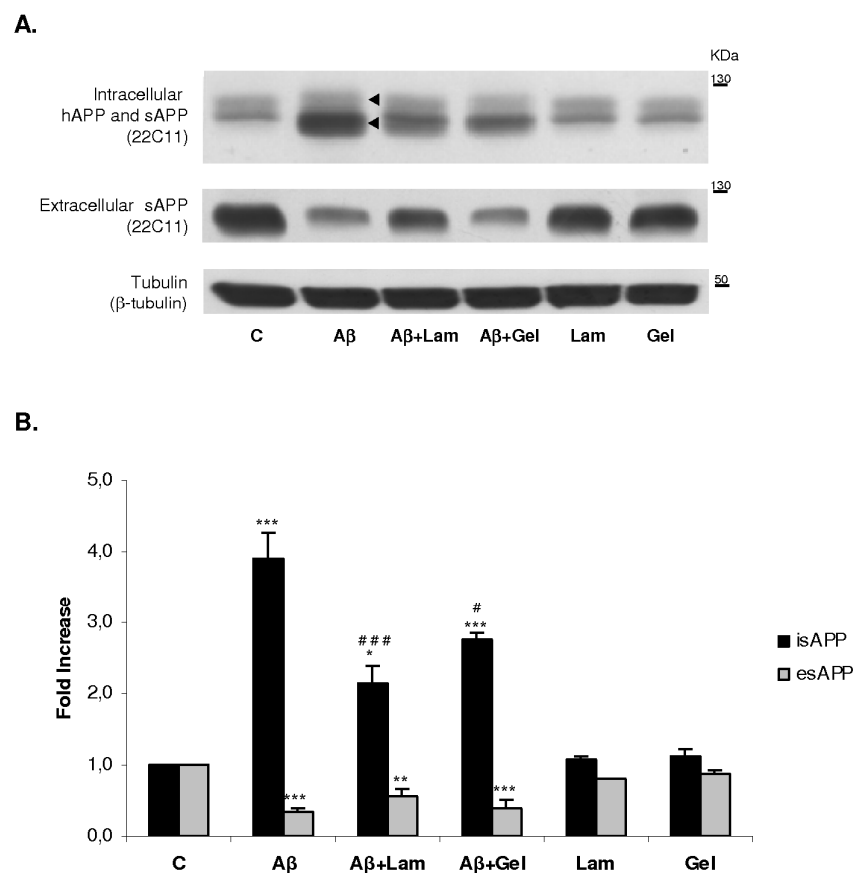 A.
KDa
130
Intracellular
hAPP and sAPP
(22C11)
130
Extracellular sAPP
(22C11)
50
Tubulin
(β-tubulin)
C Aβ Aβ+Lam Aβ+Gel Lam Gel
B.
5,0
4,0
3,0
2,0
1,0
0,0
Fold Increase
***
***
###
*
**
#
***
***
isAPP
esAPP
C Aβ Aβ+Lam Aβ+Gel Lam Gel